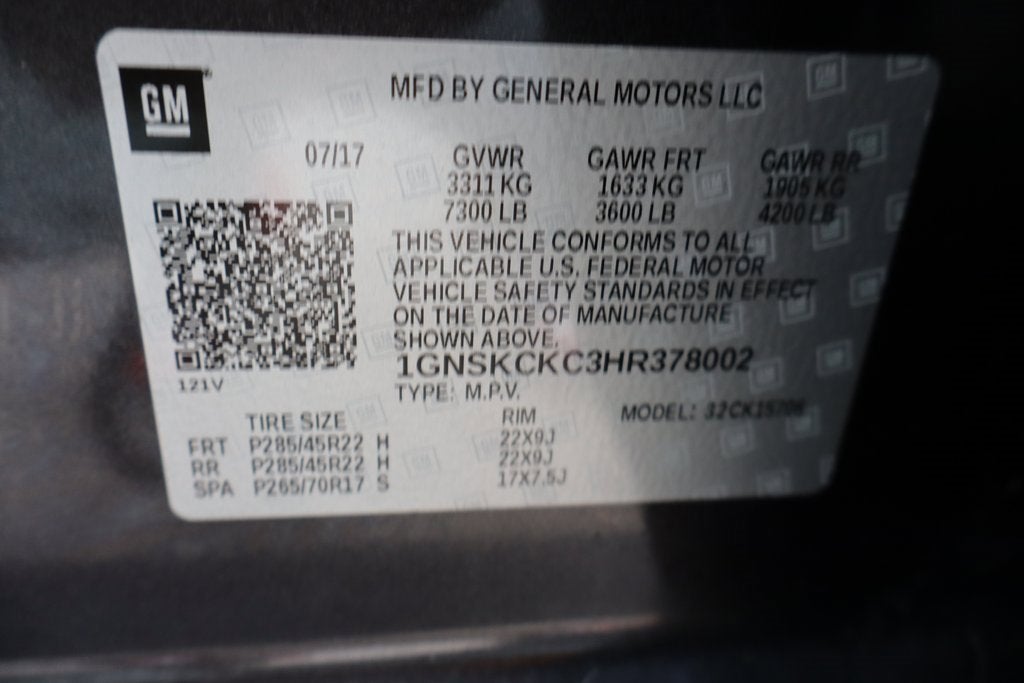 GM
MFD BY GENERAL MOTORS LLC
07/17 GVWR GAWR FRT GAWR RR
3311 KG 1633 KG 1905 KG
7300 LB 3600 LB 4200 LB
THIS VEHICLE CONFORMS TO ALL
APPLICABLE U.S. FEDERAL MOTOR
VEHICLE SAFETY STANDARDS IN EFFECT
ON THE DATE OF MANUFACTURE
SHOWN ABOVE.
1GNSKCKC3HR378002
121V
TYPE: M.P.V.
TIRE SIZE RIM MODEL: 32CK15706
FRT P285/45R22 H 22X9J
RR P285/45R22 H 22X9J
SPA P265/70R17 S 17X7.5J